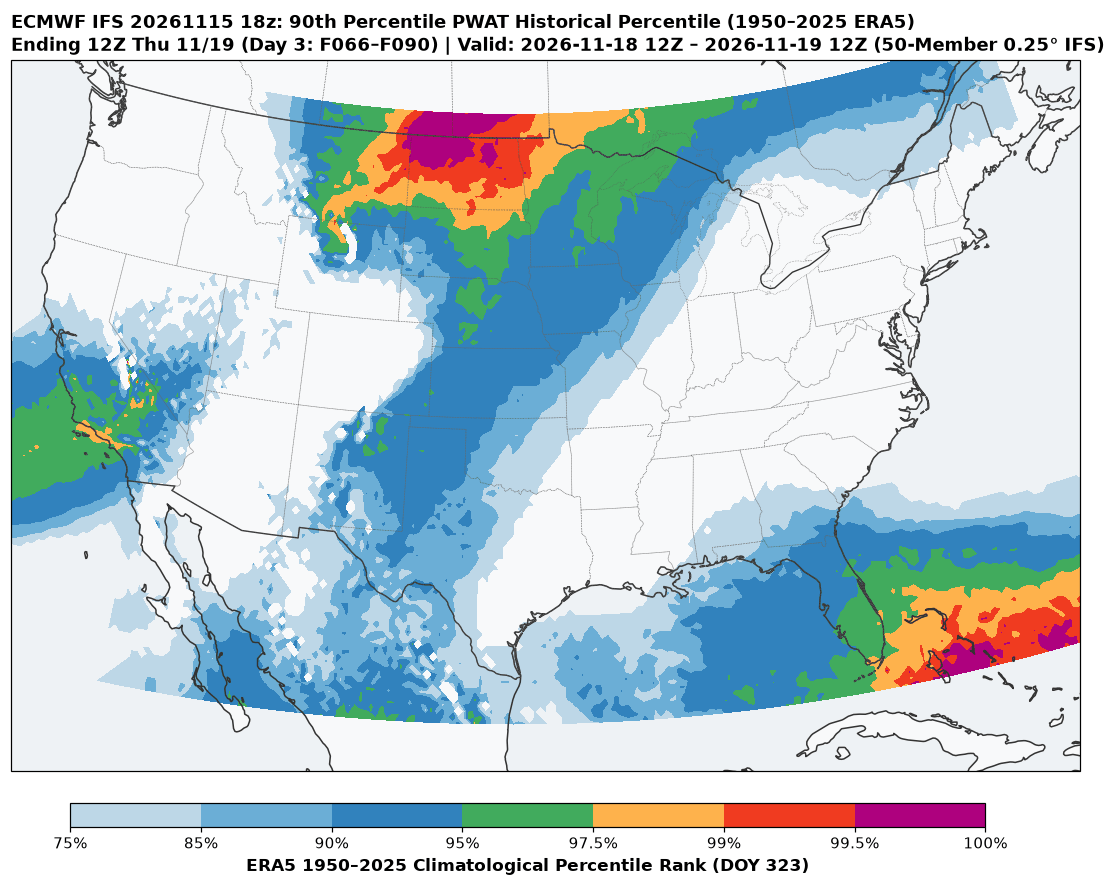 ECMWF IFS 20261115 18z: 90th Percentile PWAT Historical Percentile (1950–2025 ERA5)
Ending 12Z Thu 11/19 (Day 3: F066–F090) | Valid: 2026-11-18 12Z – 2026-11-19 12Z (50-Member 0.25° IFS)
75% 85% 90% 95% 97.5% 99% 99.5% 100%
ERA5 1950–2025 Climatological Percentile Rank (DOY 323)